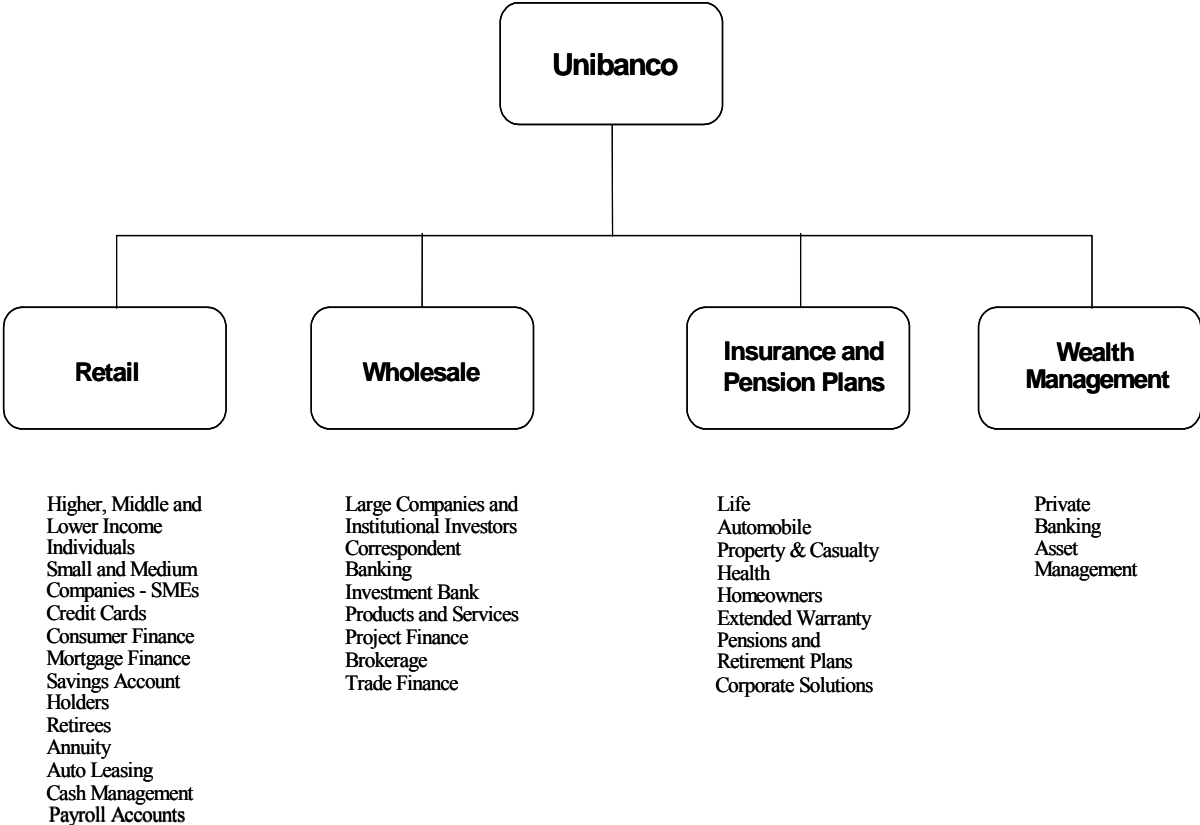 Unibanco
Retail
Wholesale
Insurance and
Pension Plans
Wealth
Management
Higher, Middle and
Lower Income
Individuals
Small and Medium
Companies - SMEs
Credit Cards
Consumer Finance
Mortgage Finance
Savings Account
Holders
Retirees
Annuity
Auto Leasing
Cash Management
Payroll Accounts
Large Companies and
Institutional Investors
Correspondent
Banking
Investment Bank
Products and Services
Project Finance
Brokerage
Trade Finance
Life
Automobile
Property & Casualty
Health
Homeowners
Extended Warranty
Pensions and
Retirement Plans
Corporate Solutions
Private
Banking
Asset
Management